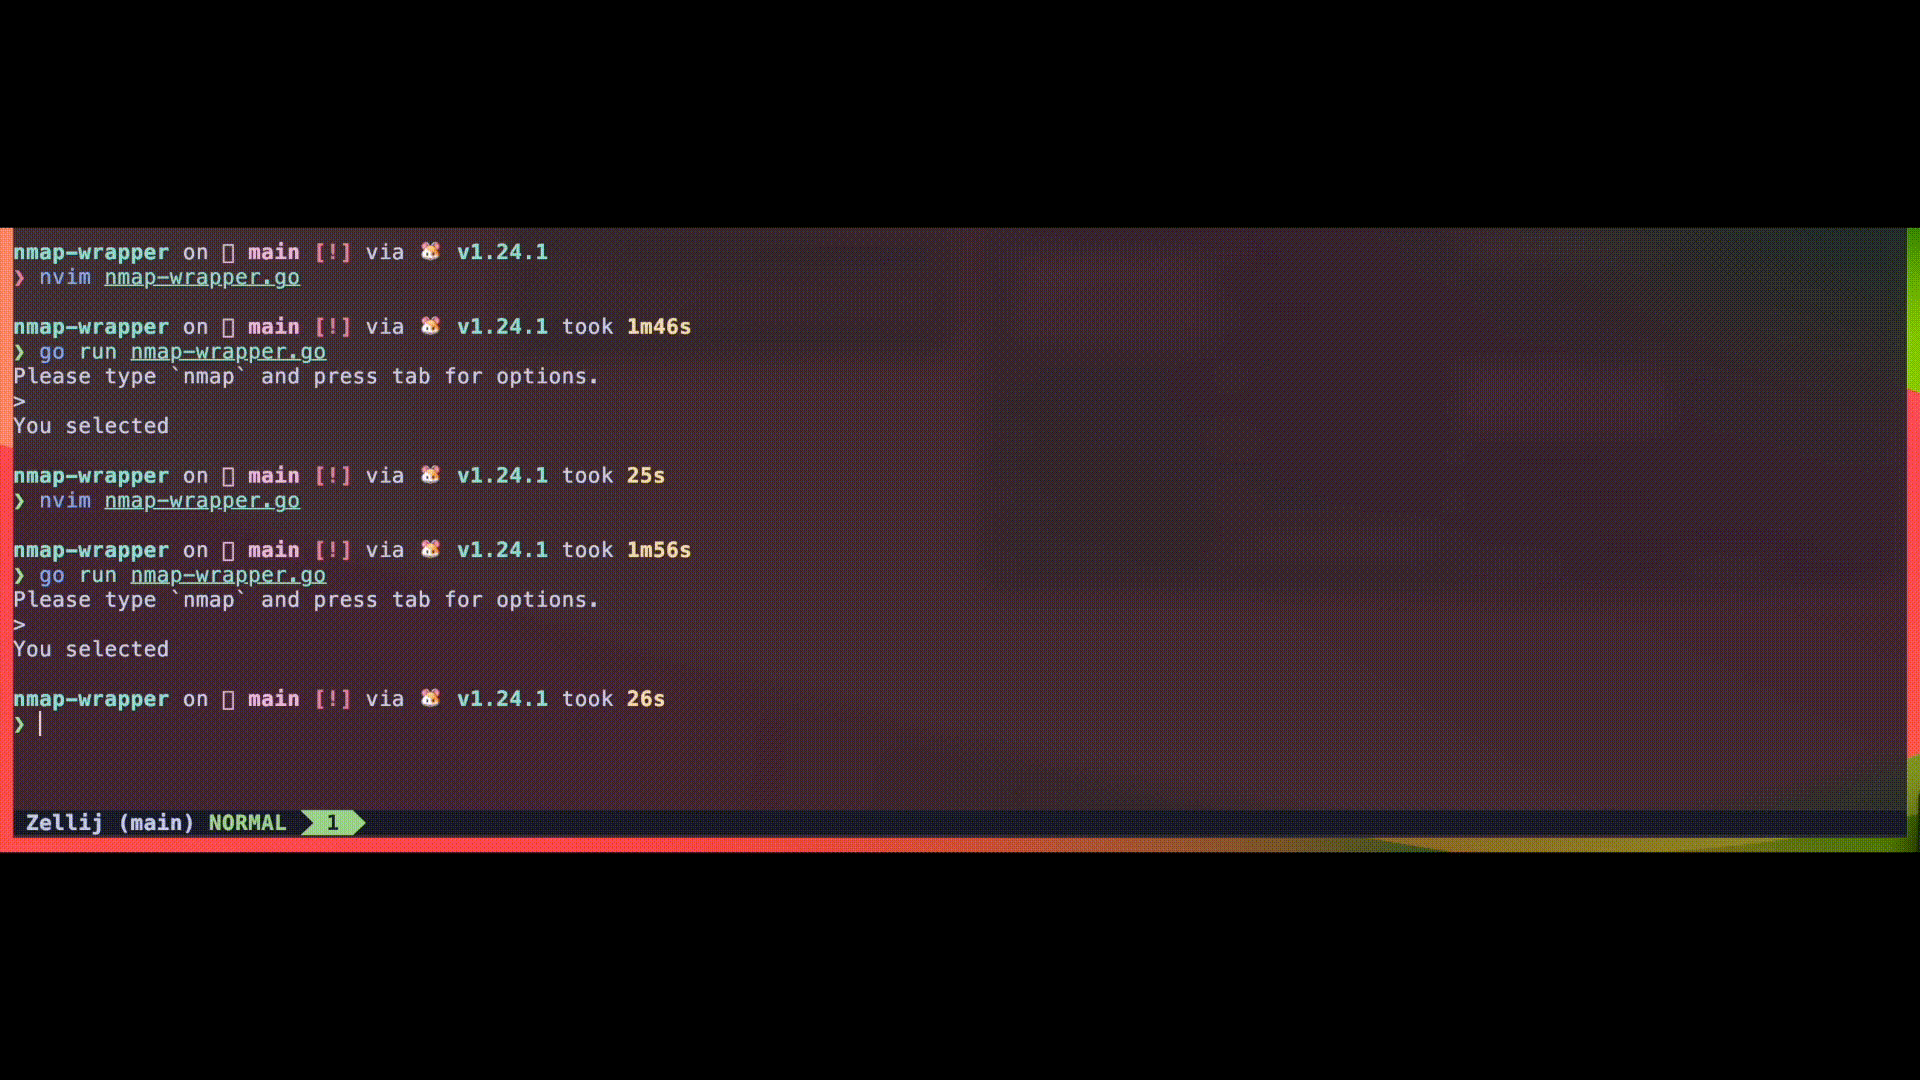 nmap-wrapper on main [!] via 🐹 v1.24.1
❯ nvim nmap-wrapper.go
nmap-wrapper on main [!] via 🐹 v1.24.1 took 1m46s
❯ go run nmap-wrapper.go
Please type `nmap` and press tab for options.
>
You selected
nmap-wrapper on main [!] via 🐹 v1.24.1 took 25s
❯ nvim nmap-wrapper.go
nmap-wrapper on main [!] via 🐹 v1.24.1 took 1m56s
❯ go run nmap-wrapper.go
Please type `nmap` and press tab for options.
>
You selected
nmap-wrapper on main [!] via 🐹 v1.24.1 took 26s
❯
Zellij (main) NORMAL 1